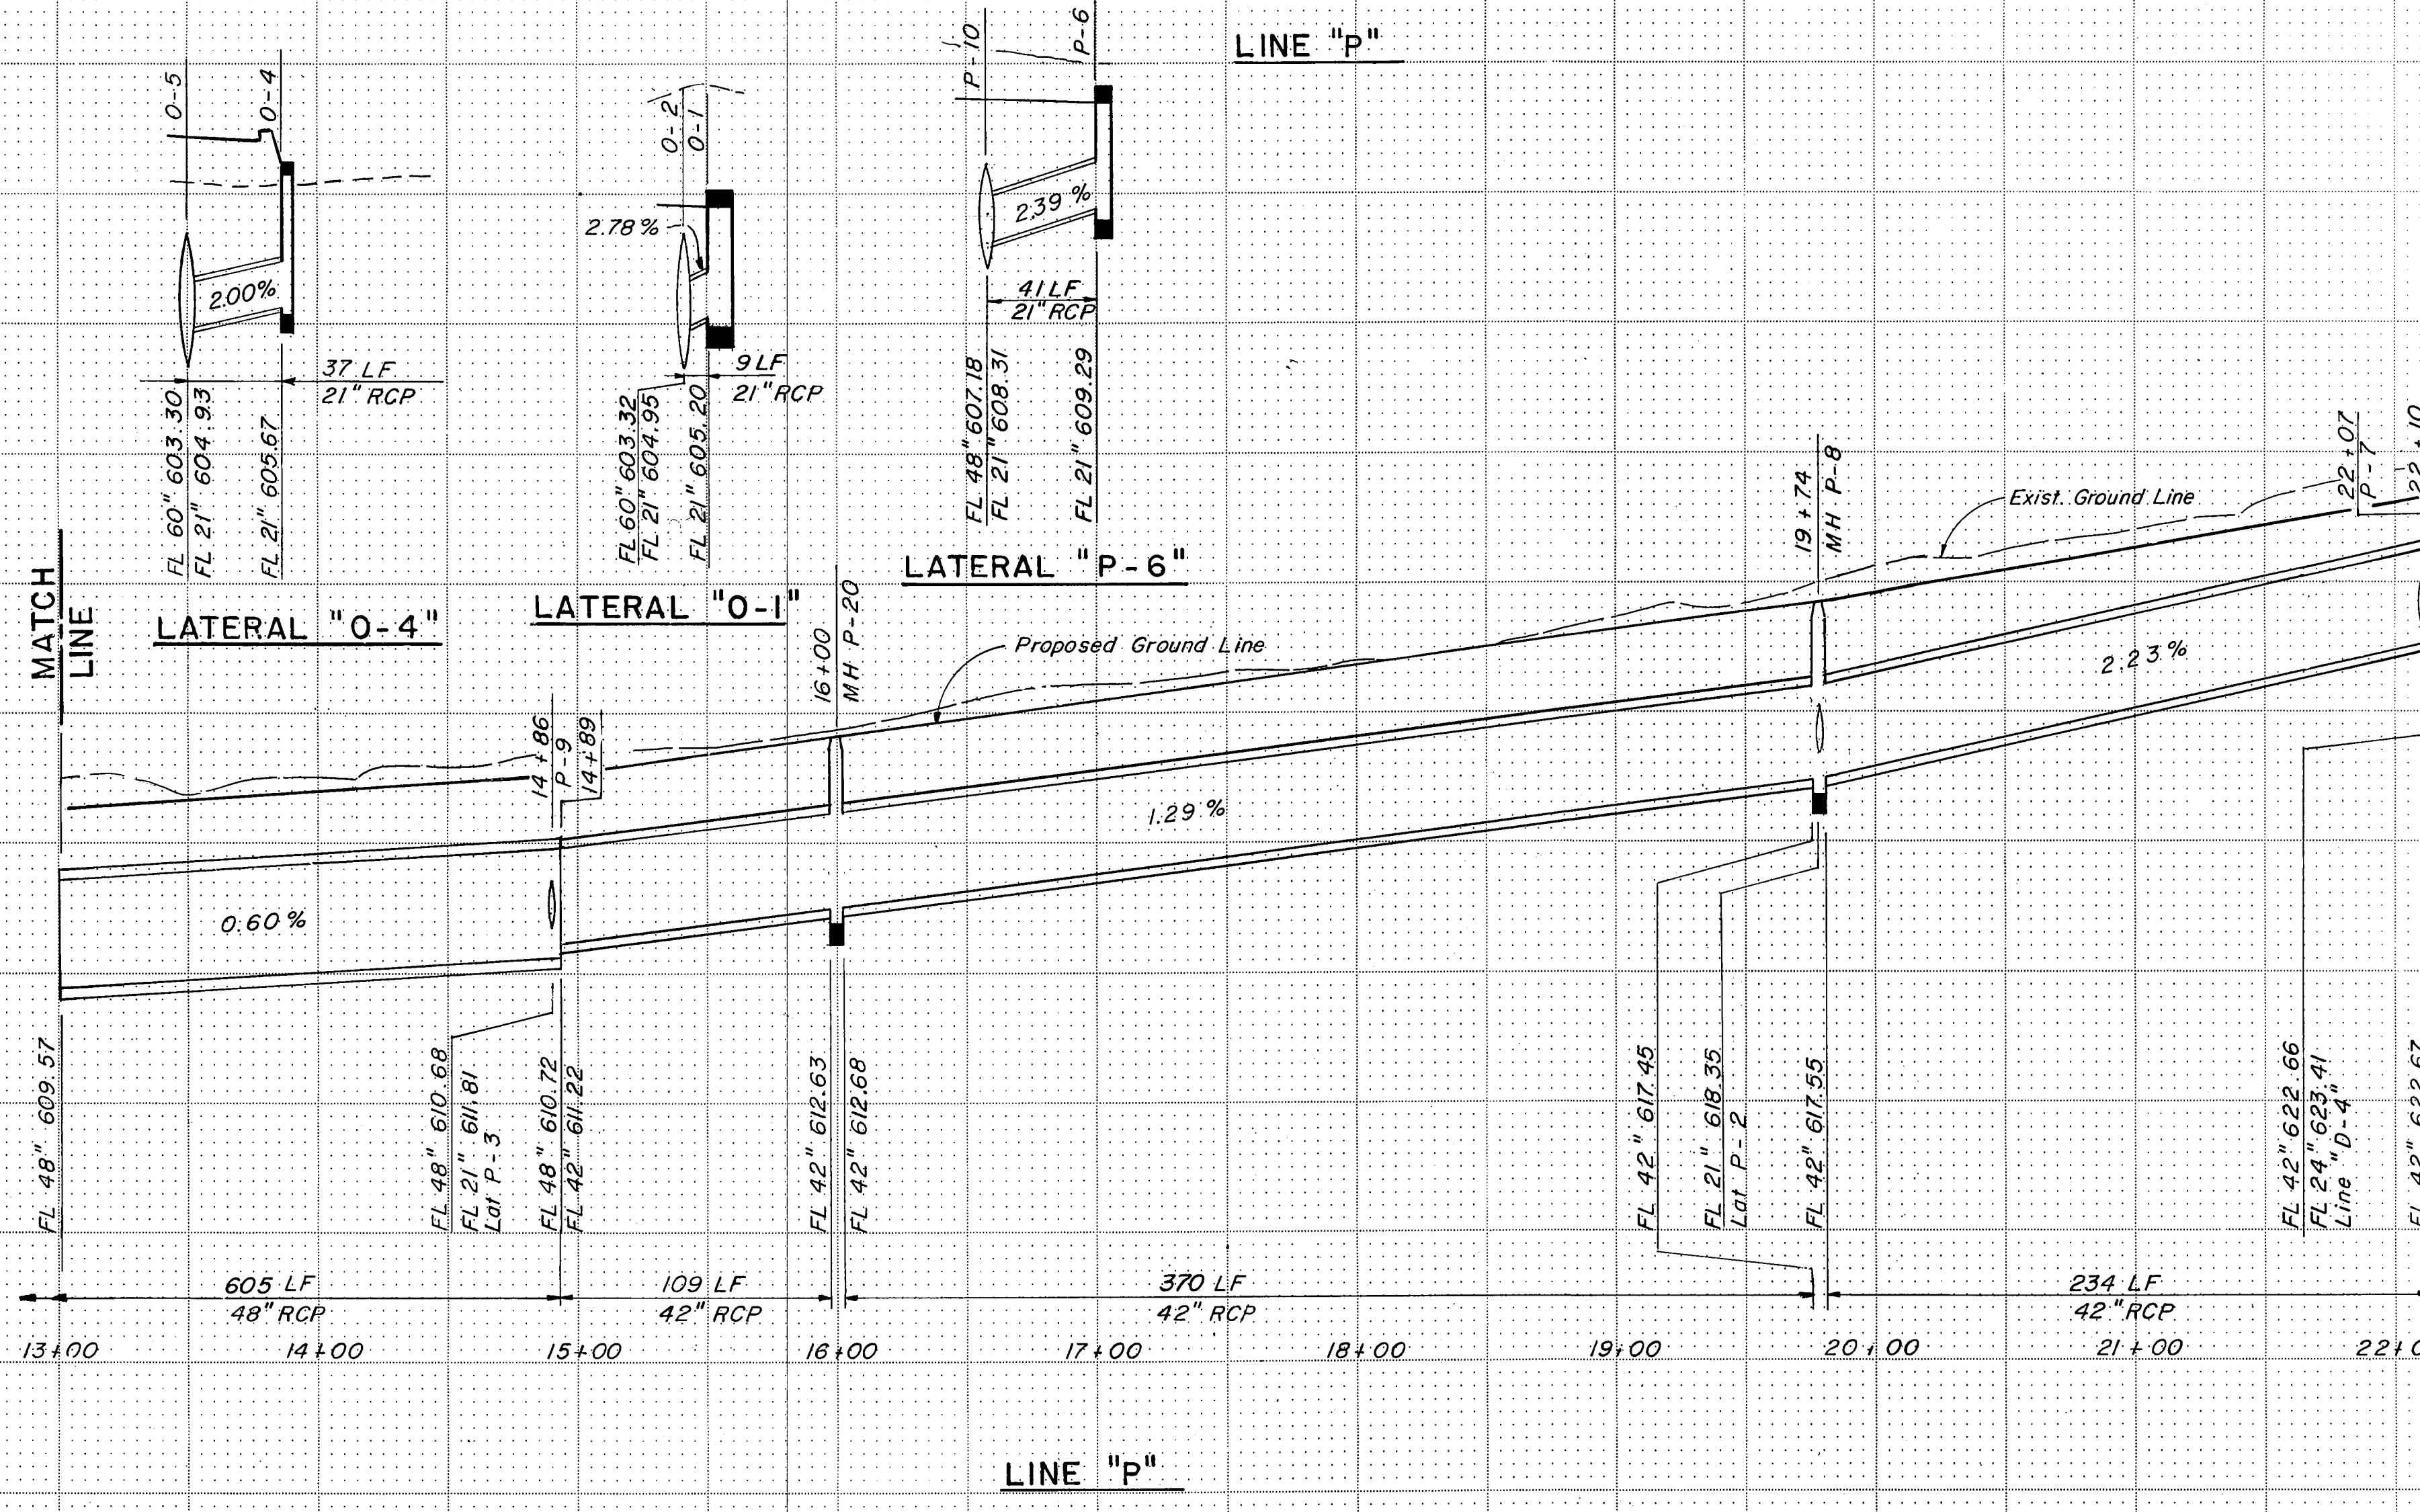 LINE "P"
O-5
O-4
2.00%
37 LF
21" RCP
FL 60" 603.30
FL 21" 604.93
FL 21" 605.67
LATERAL "O-4"
O-2
O-1
2.78%
9 LF
21" RCP
FL 60" 603.32
FL 21" 604.95
FL 21" 605.20
LATERAL "O-1"
P-10
P-6
2.39 %
41 LF
21" RCP
FL 48" 607.18
FL 21" 608.31
FL 21" 609.29
LATERAL "P-6"
MATCH
LINE
14+86
P-9
14+89
16+00
MH P-20
Proposed Ground Line
19+74
MH P-8
Exist. Ground Line
22+07
P-7
22+10
0.60%
1.29 %
2.23%
FL 48" 609.57
FL 48" 610.68
FL 21" 611.81
Lat P-3
FL 48" 610.72
FL 42" 611.22
FL 42" 612.63
FL 42" 612.68
FL 42" 617.45
FL 21" 618.35
Lat P-2
FL 42" 617.55
FL 42" 622.66
FL 24" 623.41
Line "D-4"
FL 42" 622.67
605 LF
48" RCP
109 LF
42" RCP
370 LF
42" RCP
234 LF
42" RCP
13+00 14+00 15+00 16+00 17+00 18+00 19+00 20+00 21+00 22+0
LINE "P"